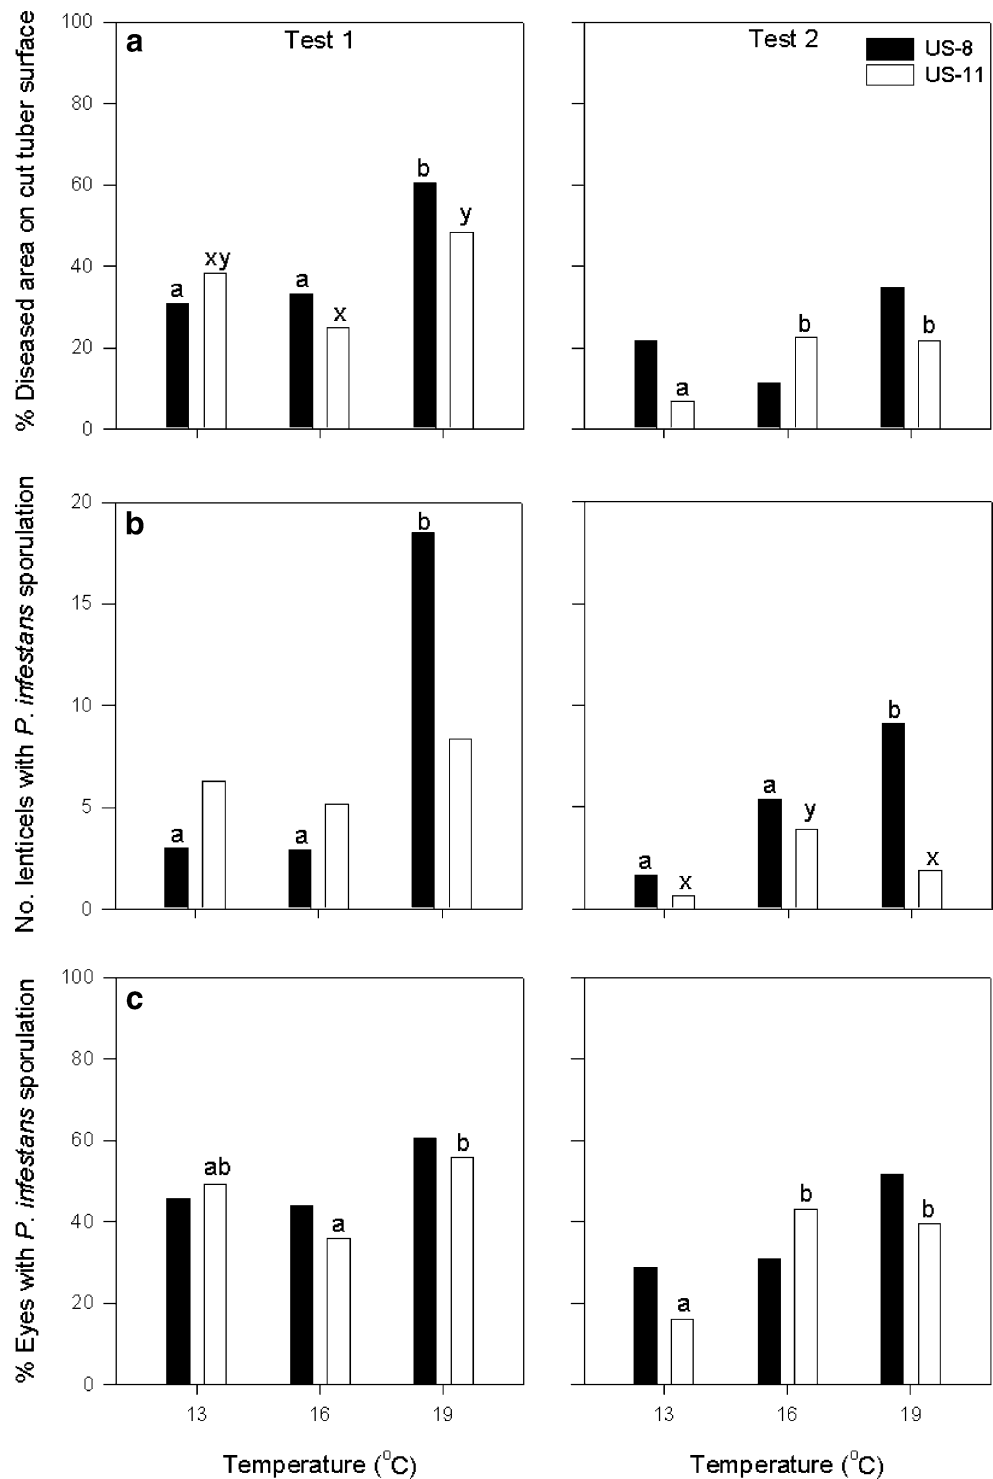 % Diseased area on cut tuber surface
a
Test 1
100
80
60
40
20
0
a
xy
a
x
b
y
Test 2
US-8
US-11
a
b
b
No. lenticels with P. infestans sporulation
b
20
15
10
5
0
a
a
b
a
x
a
y
b
x
% Eyes with P. infestans sporulation
c
100
80
60
40
20
0
ab
a
b
a
b
b
13
16
19
13
16
19
Temperature (°C)
Temperature (°C)